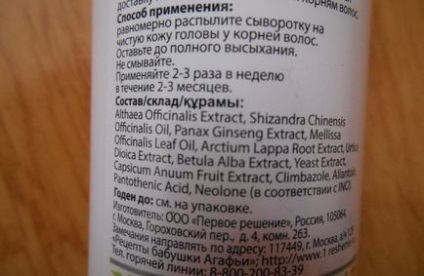 доставку
корням волос.
Способ применения:
равномерно распылите сыворотку на
чистую кожу головы у корней волос.
Оставьте до полного высыхания.
Не смывайте.
Применяйте 2-3 раза в неделю
в течение 2-3 месяцев.
Состав/склад/құрамы:
Althaea Officinalis Extract, Shizandra Chinensis
Officinalis Oil, Panax Ginseng Extract, Mellissa
Officinalis Leaf Oil, Arctium Lappa Root Extract, Urtica
Dioica Extract, Betula Alba Extract, Yeast Extract,
Capsicum Anuum Fruit Extract, Climbazole, Allantoin,
Pantothenic Acid, Neolone (в соответствии с INCI).
Годен до: см. на упаковке.
Изготовитель: ООО «Первое решение», Россия, 105064,
г. Москва, Гороховский пер., д. 4, комн. 263.
Замечания направлять по адресу: 117449, г. Москва, а/я
«Рецепты бабушки Агафьи»; http://www.1
Тел. горячей линии: 8-800-200-83-39